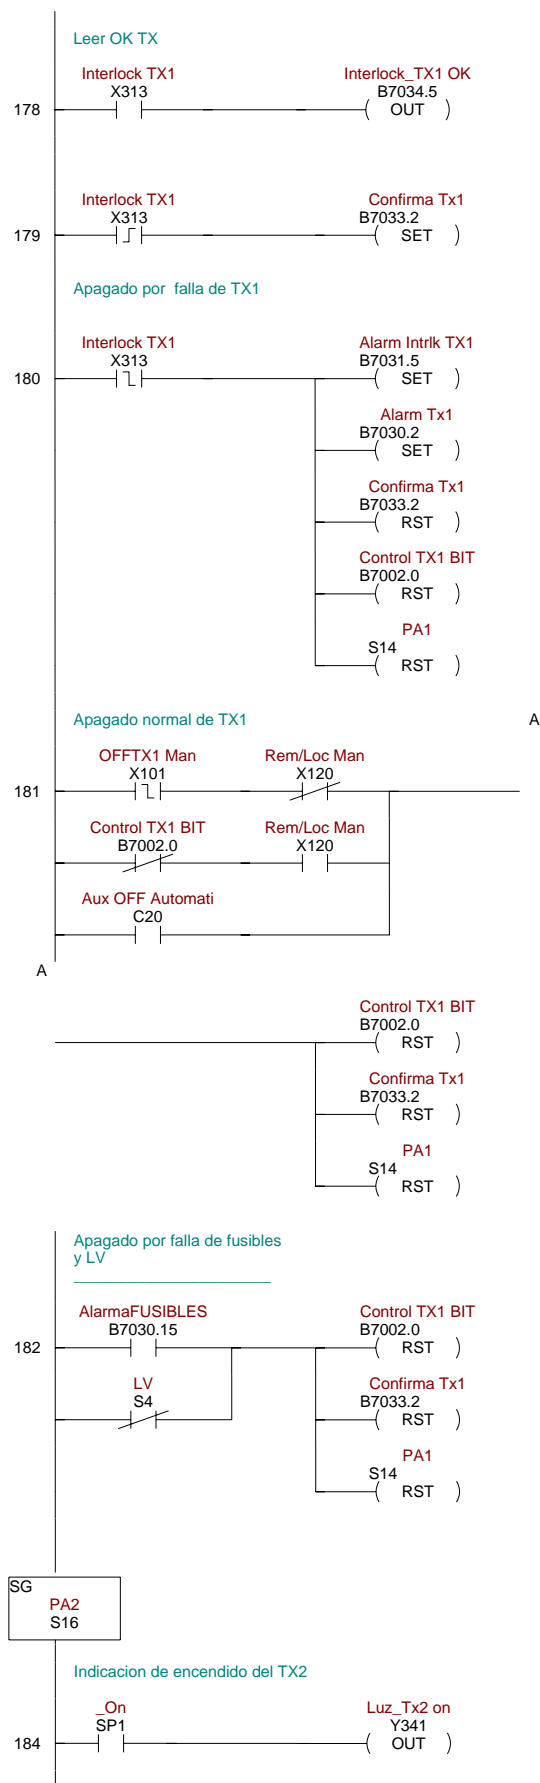 Leer OK TX
Interlock TX1
X313
Interlock_TX1 OK
B7034.5
178
OUT
Interlock TX1
X313
Confirma Tx1
B7033.2
179
SET
Apagado por falla de TX1
Interlock TX1
X313
Alarm Intrlk TX1
B7031.5
180
SET
Alarm Tx1
B7030.2
SET
Confirma Tx1
B7033.2
RST
Control TX1 BIT
B7002.0
RST
PA1
S14
RST
Apagado normal de TX1
A
OFFTX1 Man
X101
Rem/Loc Man
X120
181
Control TX1 BIT
B7002.0
Rem/Loc Man
X120
Aux OFF Automati
C20
A
Control TX1 BIT
B7002.0
RST
Confirma Tx1
B7033.2
RST
PA1
S14
RST
Apagado por falla de fusibles
y LV
AlarmaFUSIBLES
B7030.15
Control TX1 BIT
B7002.0
182
RST
LV
S4
Confirma Tx1
B7033.2
RST
PA1
S14
RST
SG
PA2
S16
Indicacion de encendido del TX2
_On
SP1
Luz_Tx2 on
Y341
184
OUT